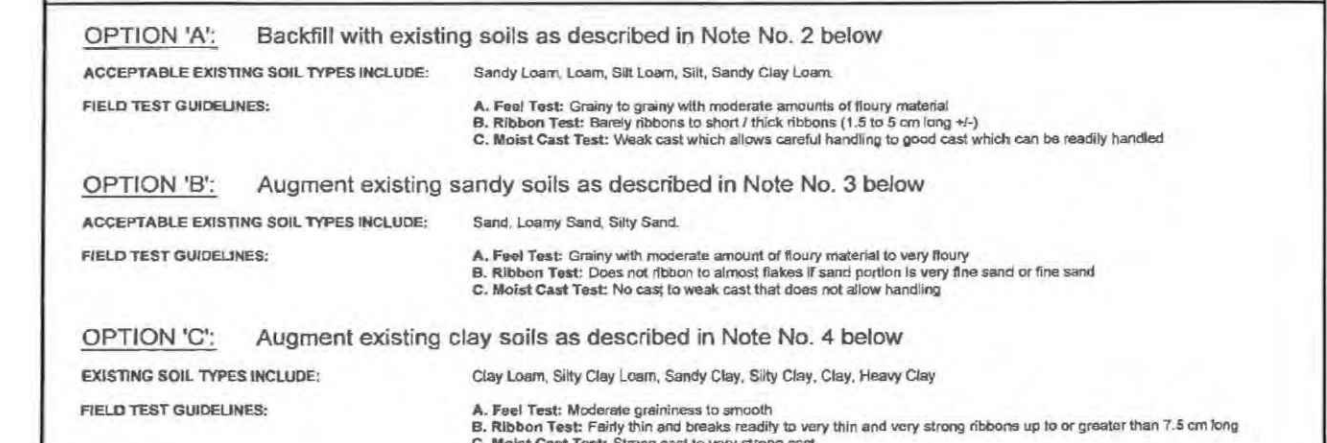 OPTION 'A': Backfill with existing soils as described in Note No. 2 below
ACCEPTABLE EXISTING SOIL TYPES INCLUDE: Sandy Loam, Loam, Silt Loam, Silt, Sandy Clay Loam.
FIELD TEST GUIDELINES: A. Feel Test: Grainy to grainy with moderate amounts of floury material
B. Ribbon Test: Barely ribbons to short / thick ribbons (1.5 to 5 cm long +/-)
C. Moist Cast Test: Weak cast which allows careful handling to good cast which can be readily handled
OPTION 'B': Augment existing sandy soils as described in Note No. 3 below
ACCEPTABLE EXISTING SOIL TYPES INCLUDE: Sand, Loamy Sand, Silty Sand.
FIELD TEST GUIDELINES: A. Feel Test: Grainy with moderate amount of floury material to very floury
B. Ribbon Test: Does not ribbon to almost flakes if sand portion is very fine sand or fine sand
C. Moist Cast Test: No cast to weak cast that does not allow handling
OPTION 'C': Augment existing clay soils as described in Note No. 4 below
EXISTING SOIL TYPES INCLUDE: Clay Loam, Silty Clay Loam, Sandy Clay, Silty Clay, Clay, Heavy Clay
FIELD TEST GUIDELINES: A. Feel Test: Moderate graininess to smooth
B. Ribbon Test: Fairly thin and breaks readily to very thin and very strong ribbons up to or greater than 7.5 cm long
C. Moist Cast Test: Strong cast to very strong cast